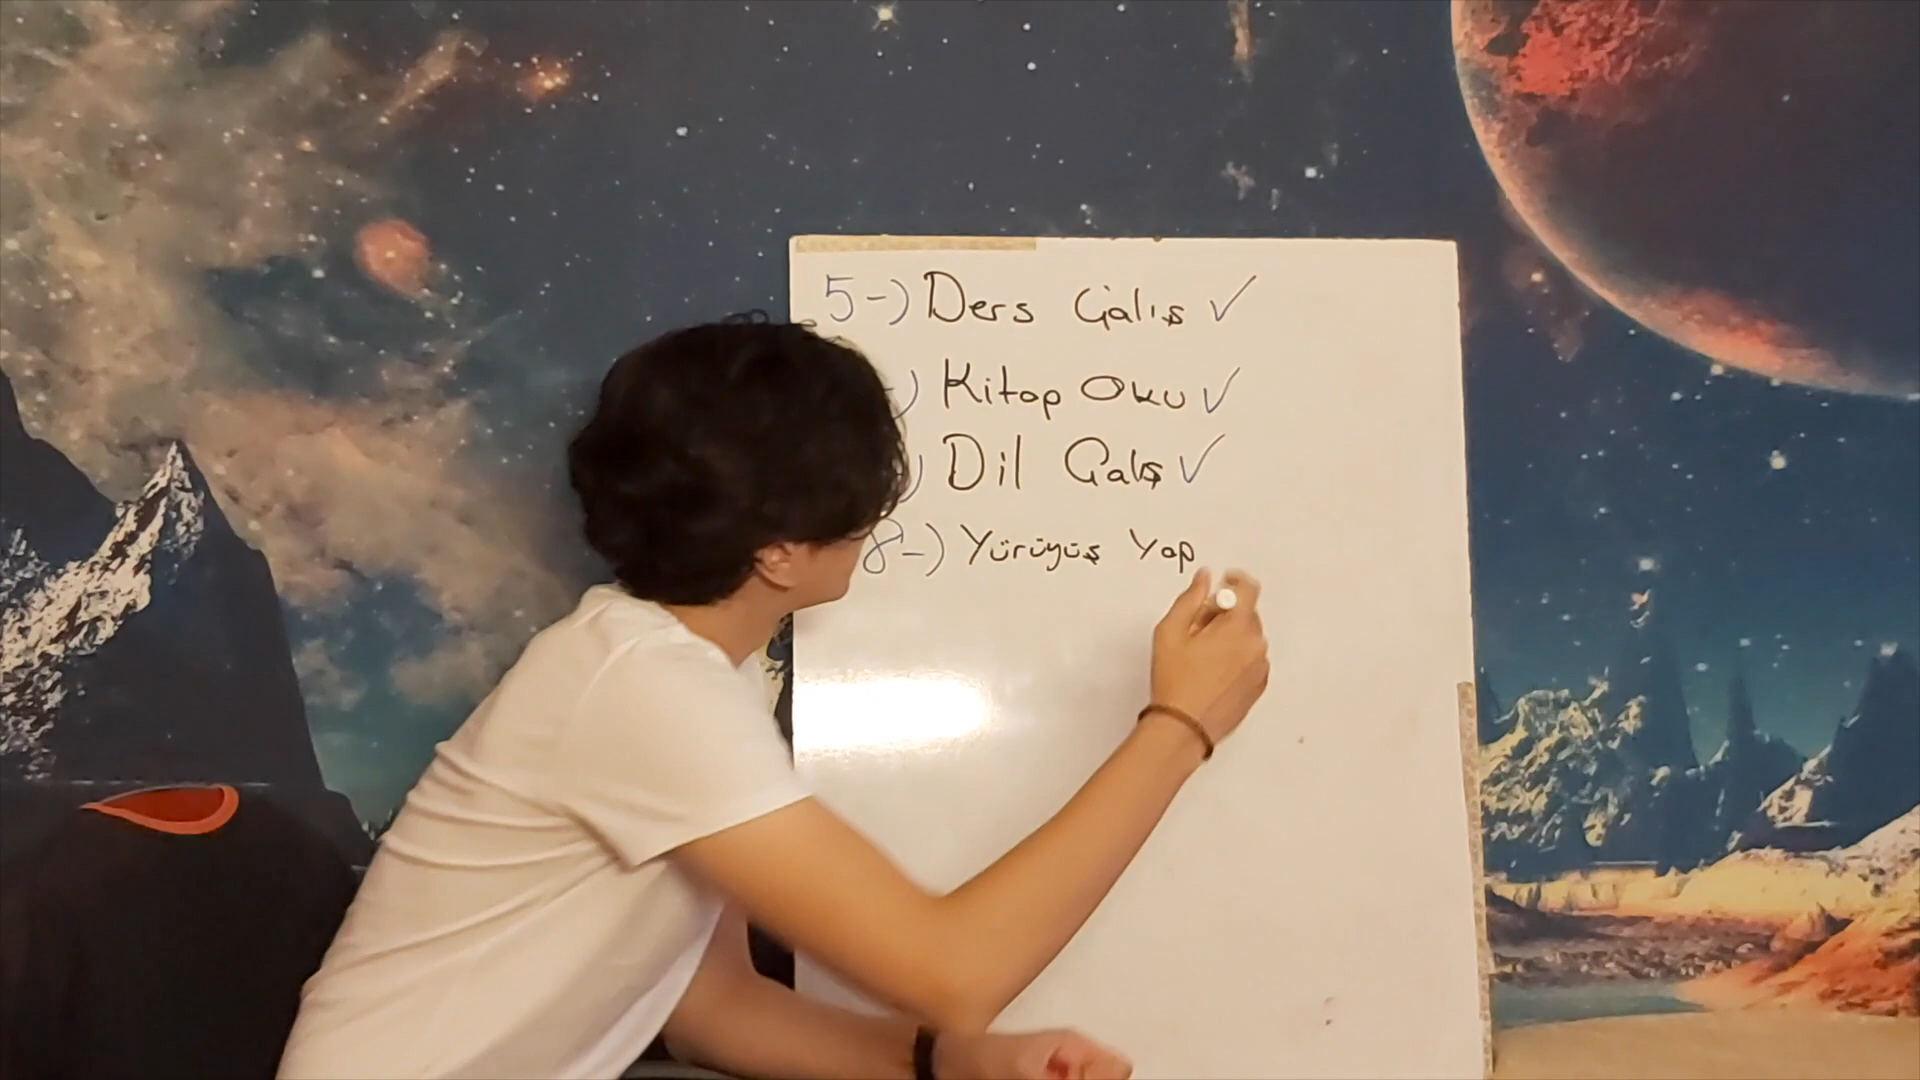 5-) Ders Çalış ✓
) Kitap Oku ✓
) Dil Çalış ✓
8-) Yürüyüş Yap